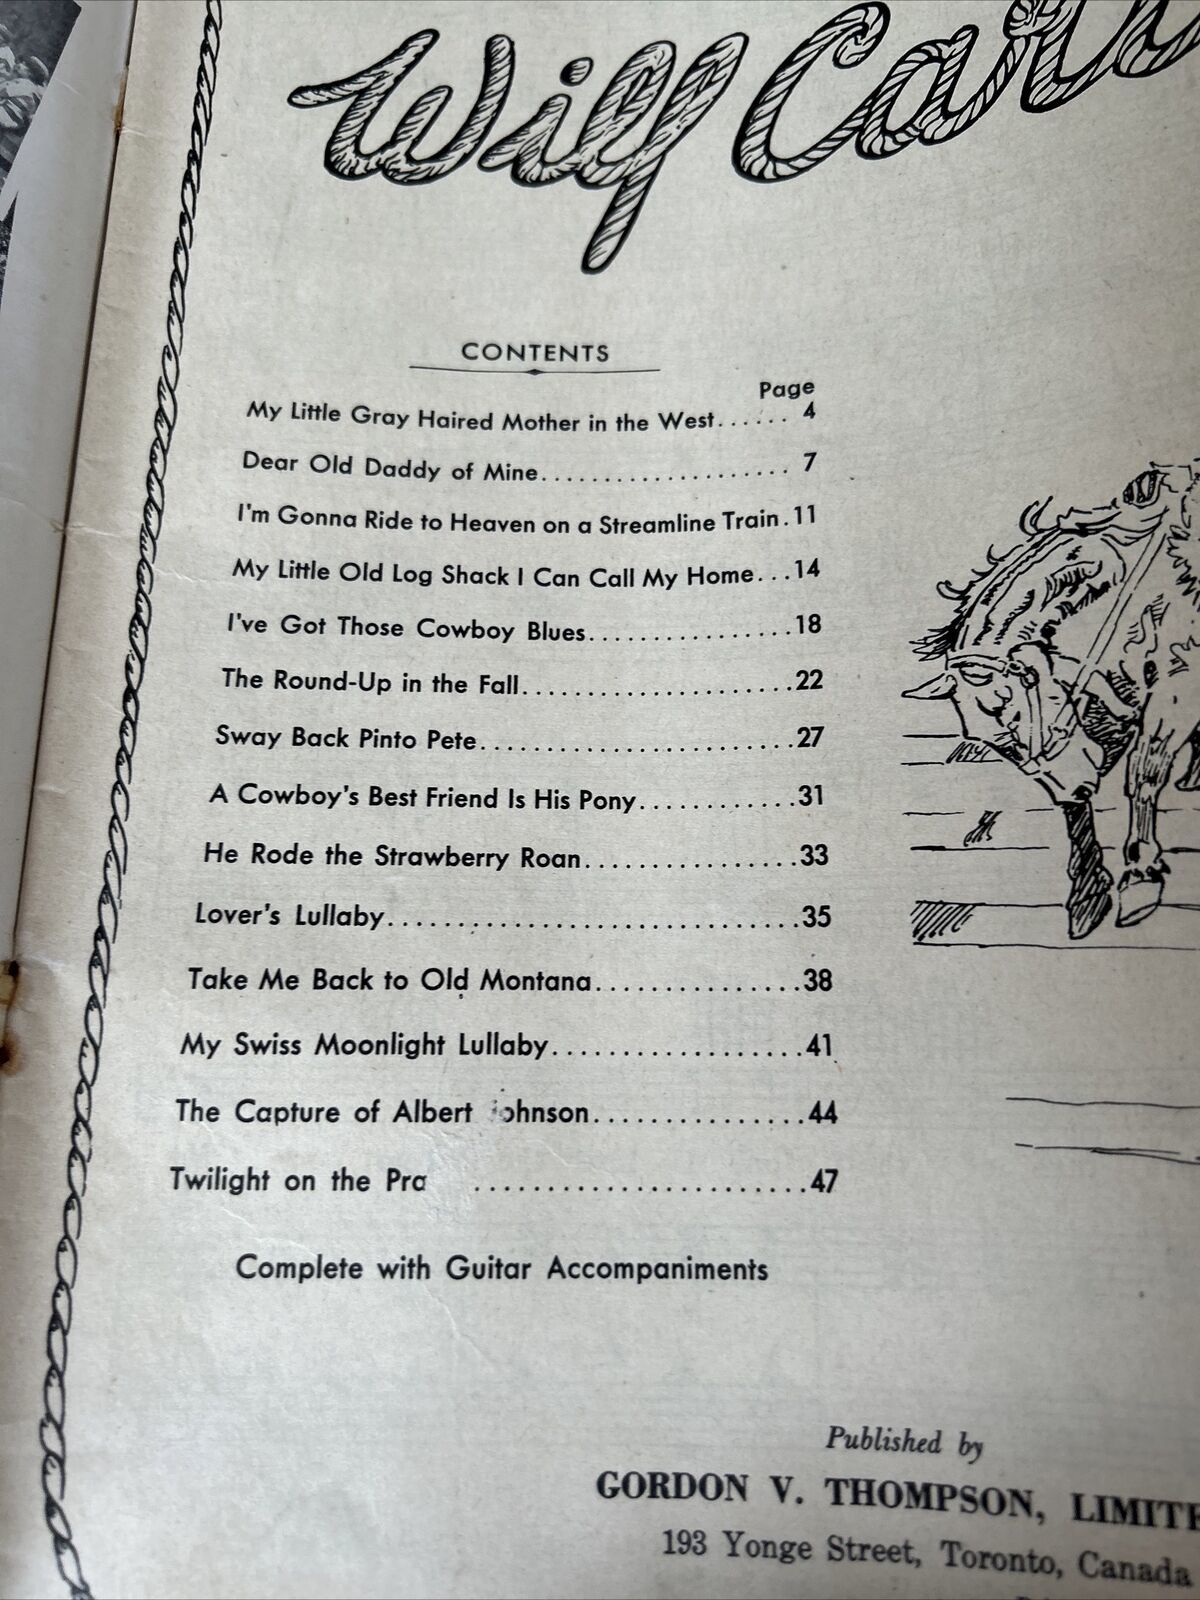 Wilf
CONTENTS
Page
My Little Gray Haired Mother in the West...... 4
Dear Old Daddy of Mine.................... 7
I'm Gonna Ride to Heaven on a Streamline Train.11
My Little Old Log Shack I Can Call My Home...14
I've Got Those Cowboy Blues................18
The Round-Up in the Fall.....................22
Sway Back Pinto Pete........................27
A Cowboy's Best Friend Is His Pony............31
He Rode the Strawberry Roan................33
Lover's Lullaby..............................35
Take Me Back to Old Montana...............38
My Swiss Moonlight Lullaby..................41
The Capture of Albert ohnson................44
Twilight on the Pra ........................47
Complete with Guitar Accompaniments
Published by
GORDON V. THOMPSON, LIMITE
193 Yonge Street, Toronto, Canada